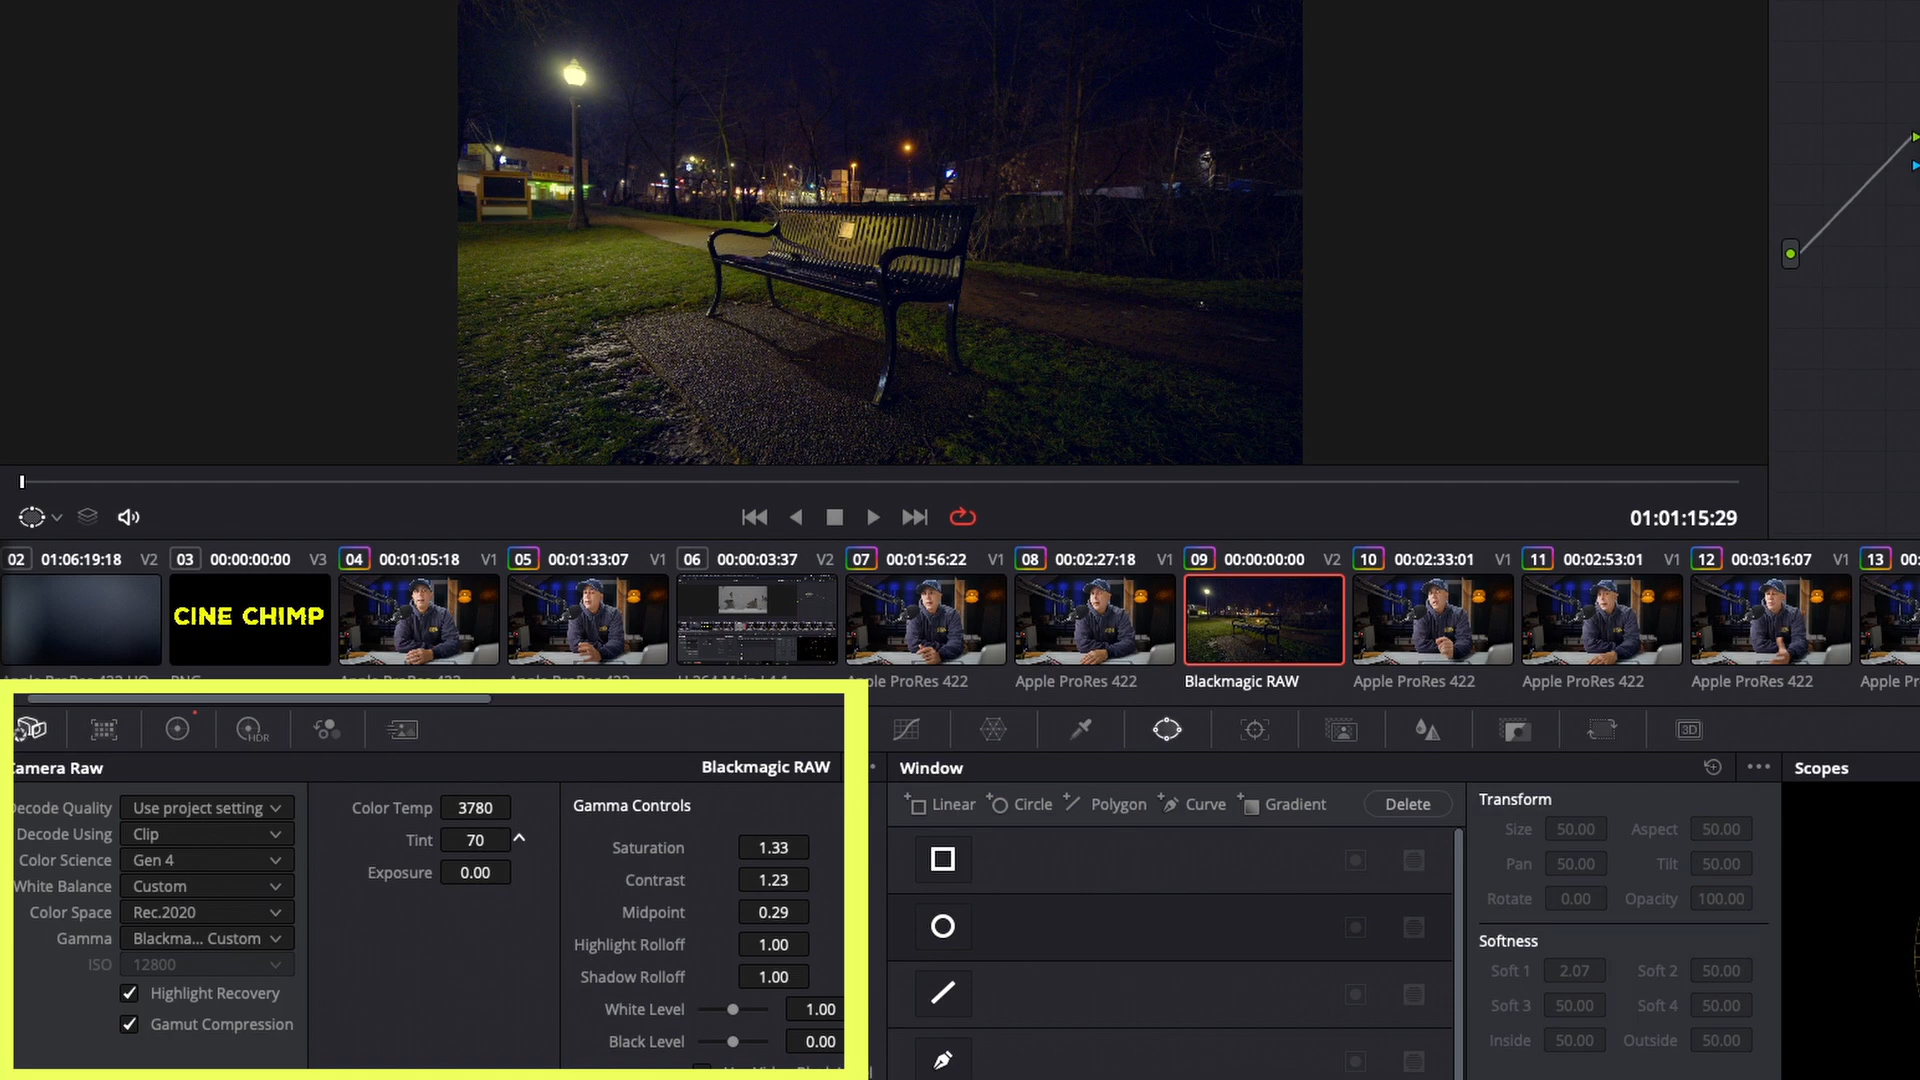 01:01:15:29
02 01:06:19:18 V2 03 00:00:00:00 V3 04 00:01:05:18 V1 05 00:01:33:07 V1 06 00:00:03:37 V2 07 00:01:56:22 V1 08 00:02:27:18 V1 09 00:00:00:00 V2 10 00:02:33:01 V1 11 00:02:53:01 V1 12 00:03:16:07 V1 13 00:
CINE CHIMP
Apple ProRes 422 Apple ProRes 422 Blackmagic RAW Apple ProRes 422 Apple ProRes 422 Apple ProRes 422 Apple Pr
HDR
3D
amera Raw
Blackmagic RAW
Decode Quality Use project setting
Decode Using Clip
Color Science Gen 4
White Balance Custom
Color Space Rec.2020
Gamma Blackma... Custom
ISO 12800
Highlight Recovery
Gamut Compression
Color Temp 3780
Tint 70
Exposure 0.00
Gamma Controls
Saturation 1.33
Contrast 1.23
Midpoint 0.29
Highlight Rolloff 1.00
Shadow Rolloff 1.00
White Level 1.00
Black Level 0.00
Window
Linear Circle Polygon Curve Gradient Delete
Transform
Size 50.00 Aspect 50.00
Pan 50.00 Tilt 50.00
Rotate 0.00 Opacity 100.00
Softness
Soft 1 2.07 Soft 2 50.00
Soft 3 50.00 Soft 4 50.00
Inside 50.00 Outside 50.00
Scopes